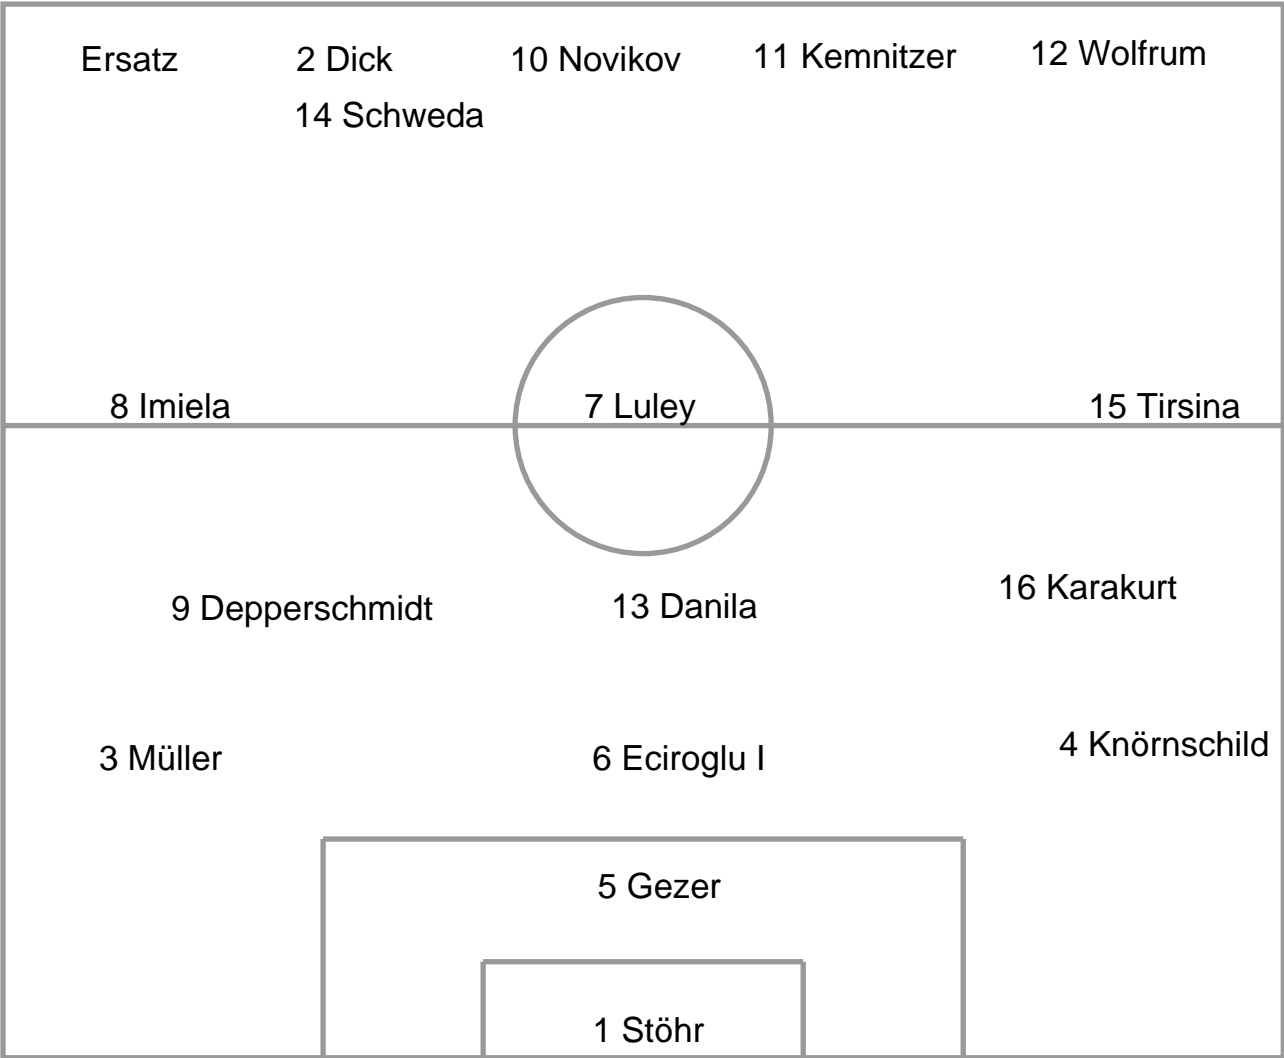 Ersatz 2 Dick 10 Novikov 11 Kemnitzer 12 Wolfrum
14 Schweda
8 Imiela 7 Luley 15 Tirsina
9 Depperschmidt 13 Danila 16 Karakurt
3 Müller 6 Eciroglu I 4 Knörnschild
5 Gezer
1 Stöhr